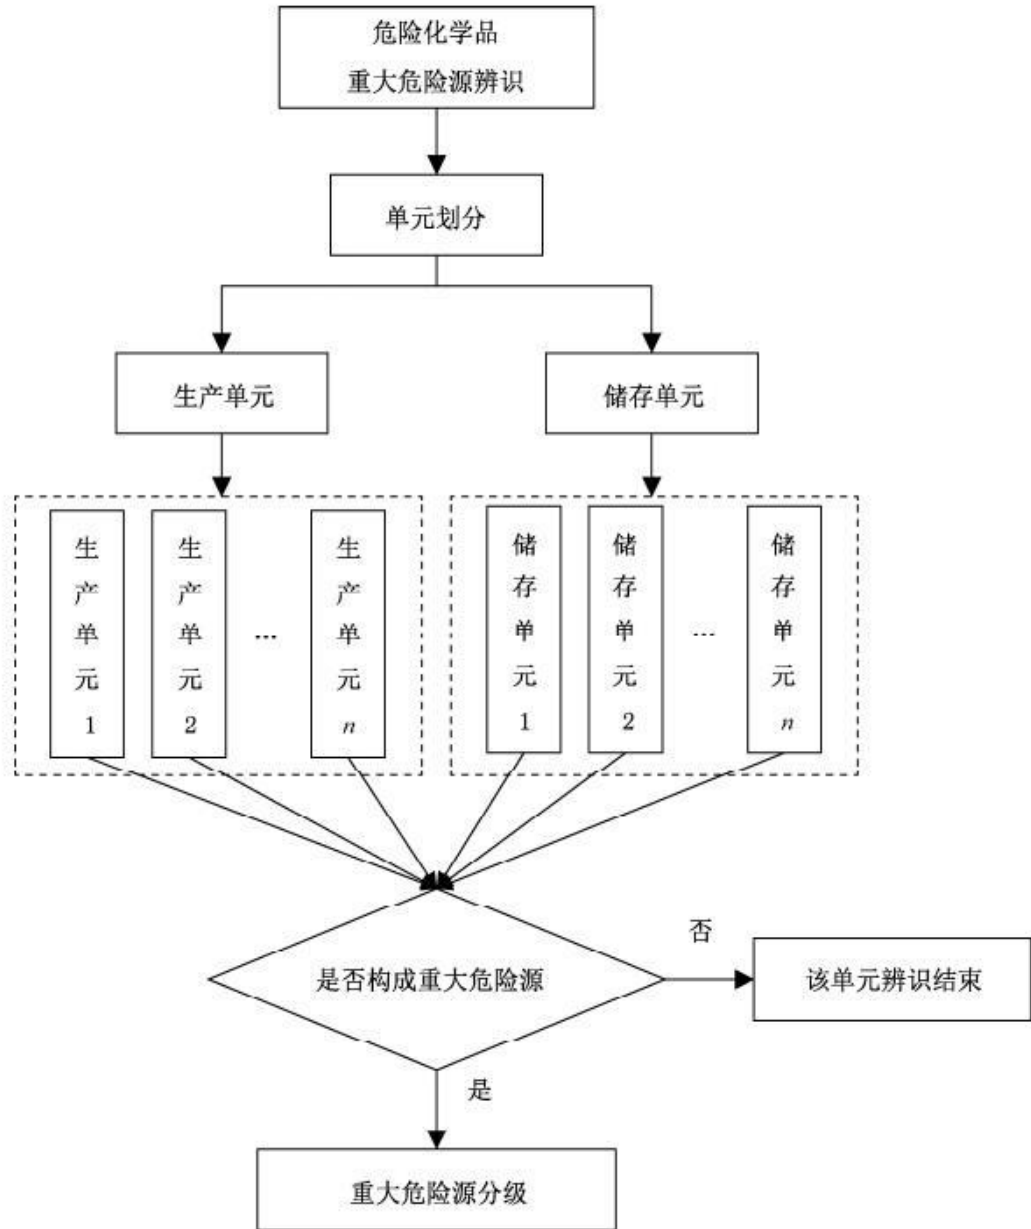 危险化学品
重大危险源辨识
单元划分
生产单元
储存单元
生产单元1
生产单元2
…
生产单元n
储存单元1
储存单元2
…
储存单元n
是否构成重大危险源
否
该单元辨识结束
是
重大危险源分级